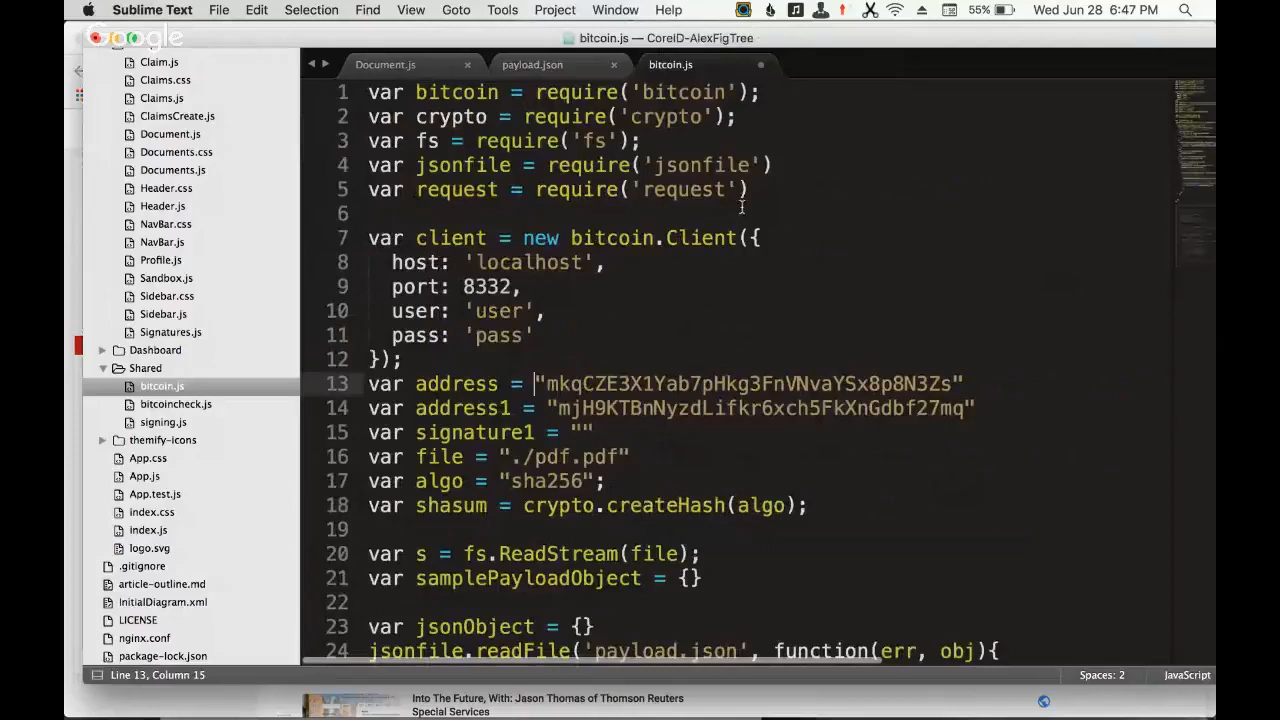 Sublime Text File Edit Selection Find View Goto Tools Project Window Help 55% Wed Jun 28 6:47 PM
Google
bitcoin.js — CoreID-AlexFigTree
Document.js × payload.json × bitcoin.js
Claim.js
Claims.css
Claims.js
ClaimsCreate.js
Document.js
Documents.css
Documents.js
Header.css
Header.js
NavBar.css
NavBar.js
Profile.js
Sandbox.js
Sidebar.css
Sidebar.js
Signatures.js
Dashboard
Shared
bitcoin.js
bitcoincheck.js
signing.js
themify-icons
App.css
App.js
App.test.js
index.css
index.js
logo.svg
.gitignore
article-outline.md
InitialDiagram.xml
LICENSE
nginx.conf
package-lock.json
1 var bitcoin = require('bitcoin');
2 var crypto = require('crypto');
3 var fs = require('fs');
4 var jsonfile = require('jsonfile')
5 var request = require('request')
6
7 var client = new bitcoin.Client({
8 host: 'localhost',
9 port: 8332,
10 user: 'user',
11 pass: 'pass'
12 });
13 var address = "mkqCZE3X1Yab7pHkg3FnVNvaYSx8p8N3Zs"
14 var address1 = "mjH9KTBnNyzdLifkr6xch5FkXnGdbf27mq"
15 var signature1 = ""
16 var file = "./pdf.pdf"
17 var algo = "sha256";
18 var shasum = crypto.createHash(algo);
19
20 var s = fs.ReadStream(file);
21 var samplePayloadObject = {}
22
23 var jsonObject = {}
24 jsonfile.readFile('payload.json', function(err, obj){
Line 13, Column 15 Spaces: 2 JavaScript
Into The Future, With: Jason Thomas of Thomson Reuters
Special Services